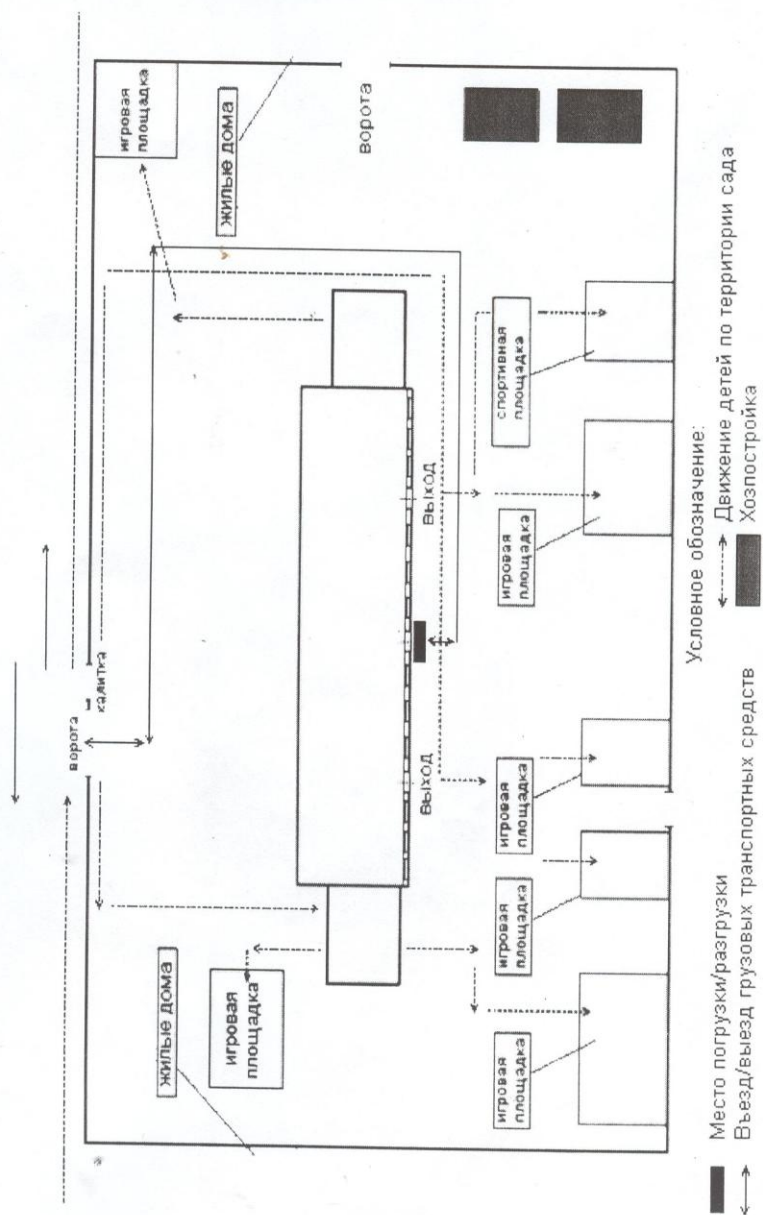 ворота
калитка
игровая
площадка
жилые дома
жилые дома
игровая
площадка
ворота
выход
выход
игровая
площадка
игровая
площадка
игровая
площадка
игровая
площадка
спортивная
площадка
Условное обозначение:
Место погрузки/разгрузки
Движение детей по территории сада
Въезд/выезд грузовых транспортных средств
Хозпостройка